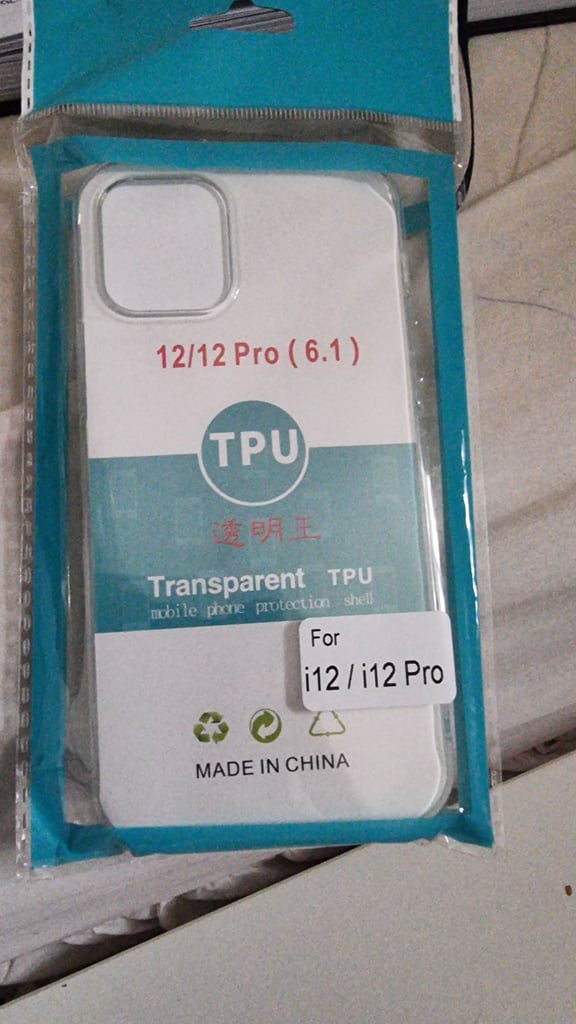 12/12 Pro ( 6.1 )
TPU
透明王
Transparent TPU
mobile phone protection shell
For
i12 / i12 Pro
MADE IN CHINA